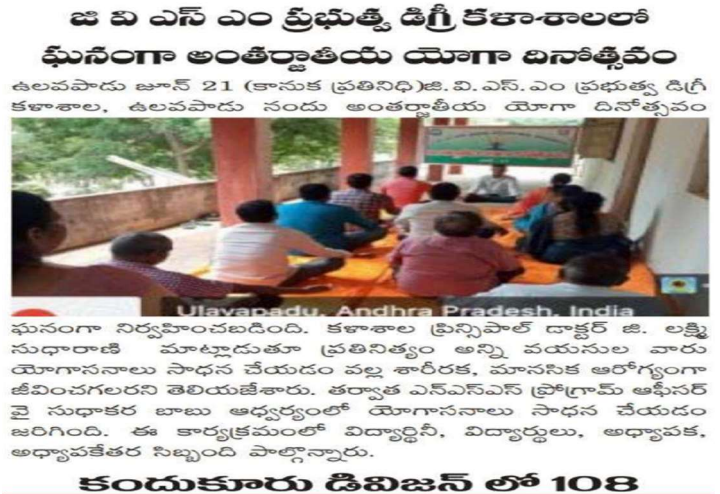 జి వి ఎస్ ఎం ప్రభుత్వ డిగ్రీ కళాశాలలో
ఘనంగా అంతర్జాతీయ యోగా దినోత్సవం
ఉలవపాడు జూన్ 21 (కానుక ప్రతినిధి)జి.వి.ఎస్.ఎం ప్రభుత్వ డిగ్రీ
కళాశాల, ఉలవపాడు నందు అంతర్జాతీయ యోగా దినోత్సవం
Ulavapadu, Andhra Pradesh, India
ఘనంగా నిర్వహించబడింది. కళాశాల ప్రిన్సిపాల్ డాక్టర్ జి. లక్ష్మి
సుధారాణి మాట్లాడుతూ ప్రతినిత్యం అన్ని వయసుల వారు
యోగాసనాలు సాధన చేయడం వల్ల శారీరక, మానసిక ఆరోగ్యంగా
జీవించగలరని తెలియజేశారు. తర్వాత ఎన్ఎస్ఎస్ ప్రోగ్రామ్ ఆఫీసర్
వై సుధాకర బాబు ఆధ్వర్యంలో యోగాసనాలు సాధన చేయడం
జరిగింది. ఈ కార్యక్రమంలో విద్యార్థినీ, విద్యార్థులు, అధ్యాపక,
అధ్యాపకేతర సిబ్బంది పాల్గొన్నారు.
కందుకూరు డివిజన్ లో 108